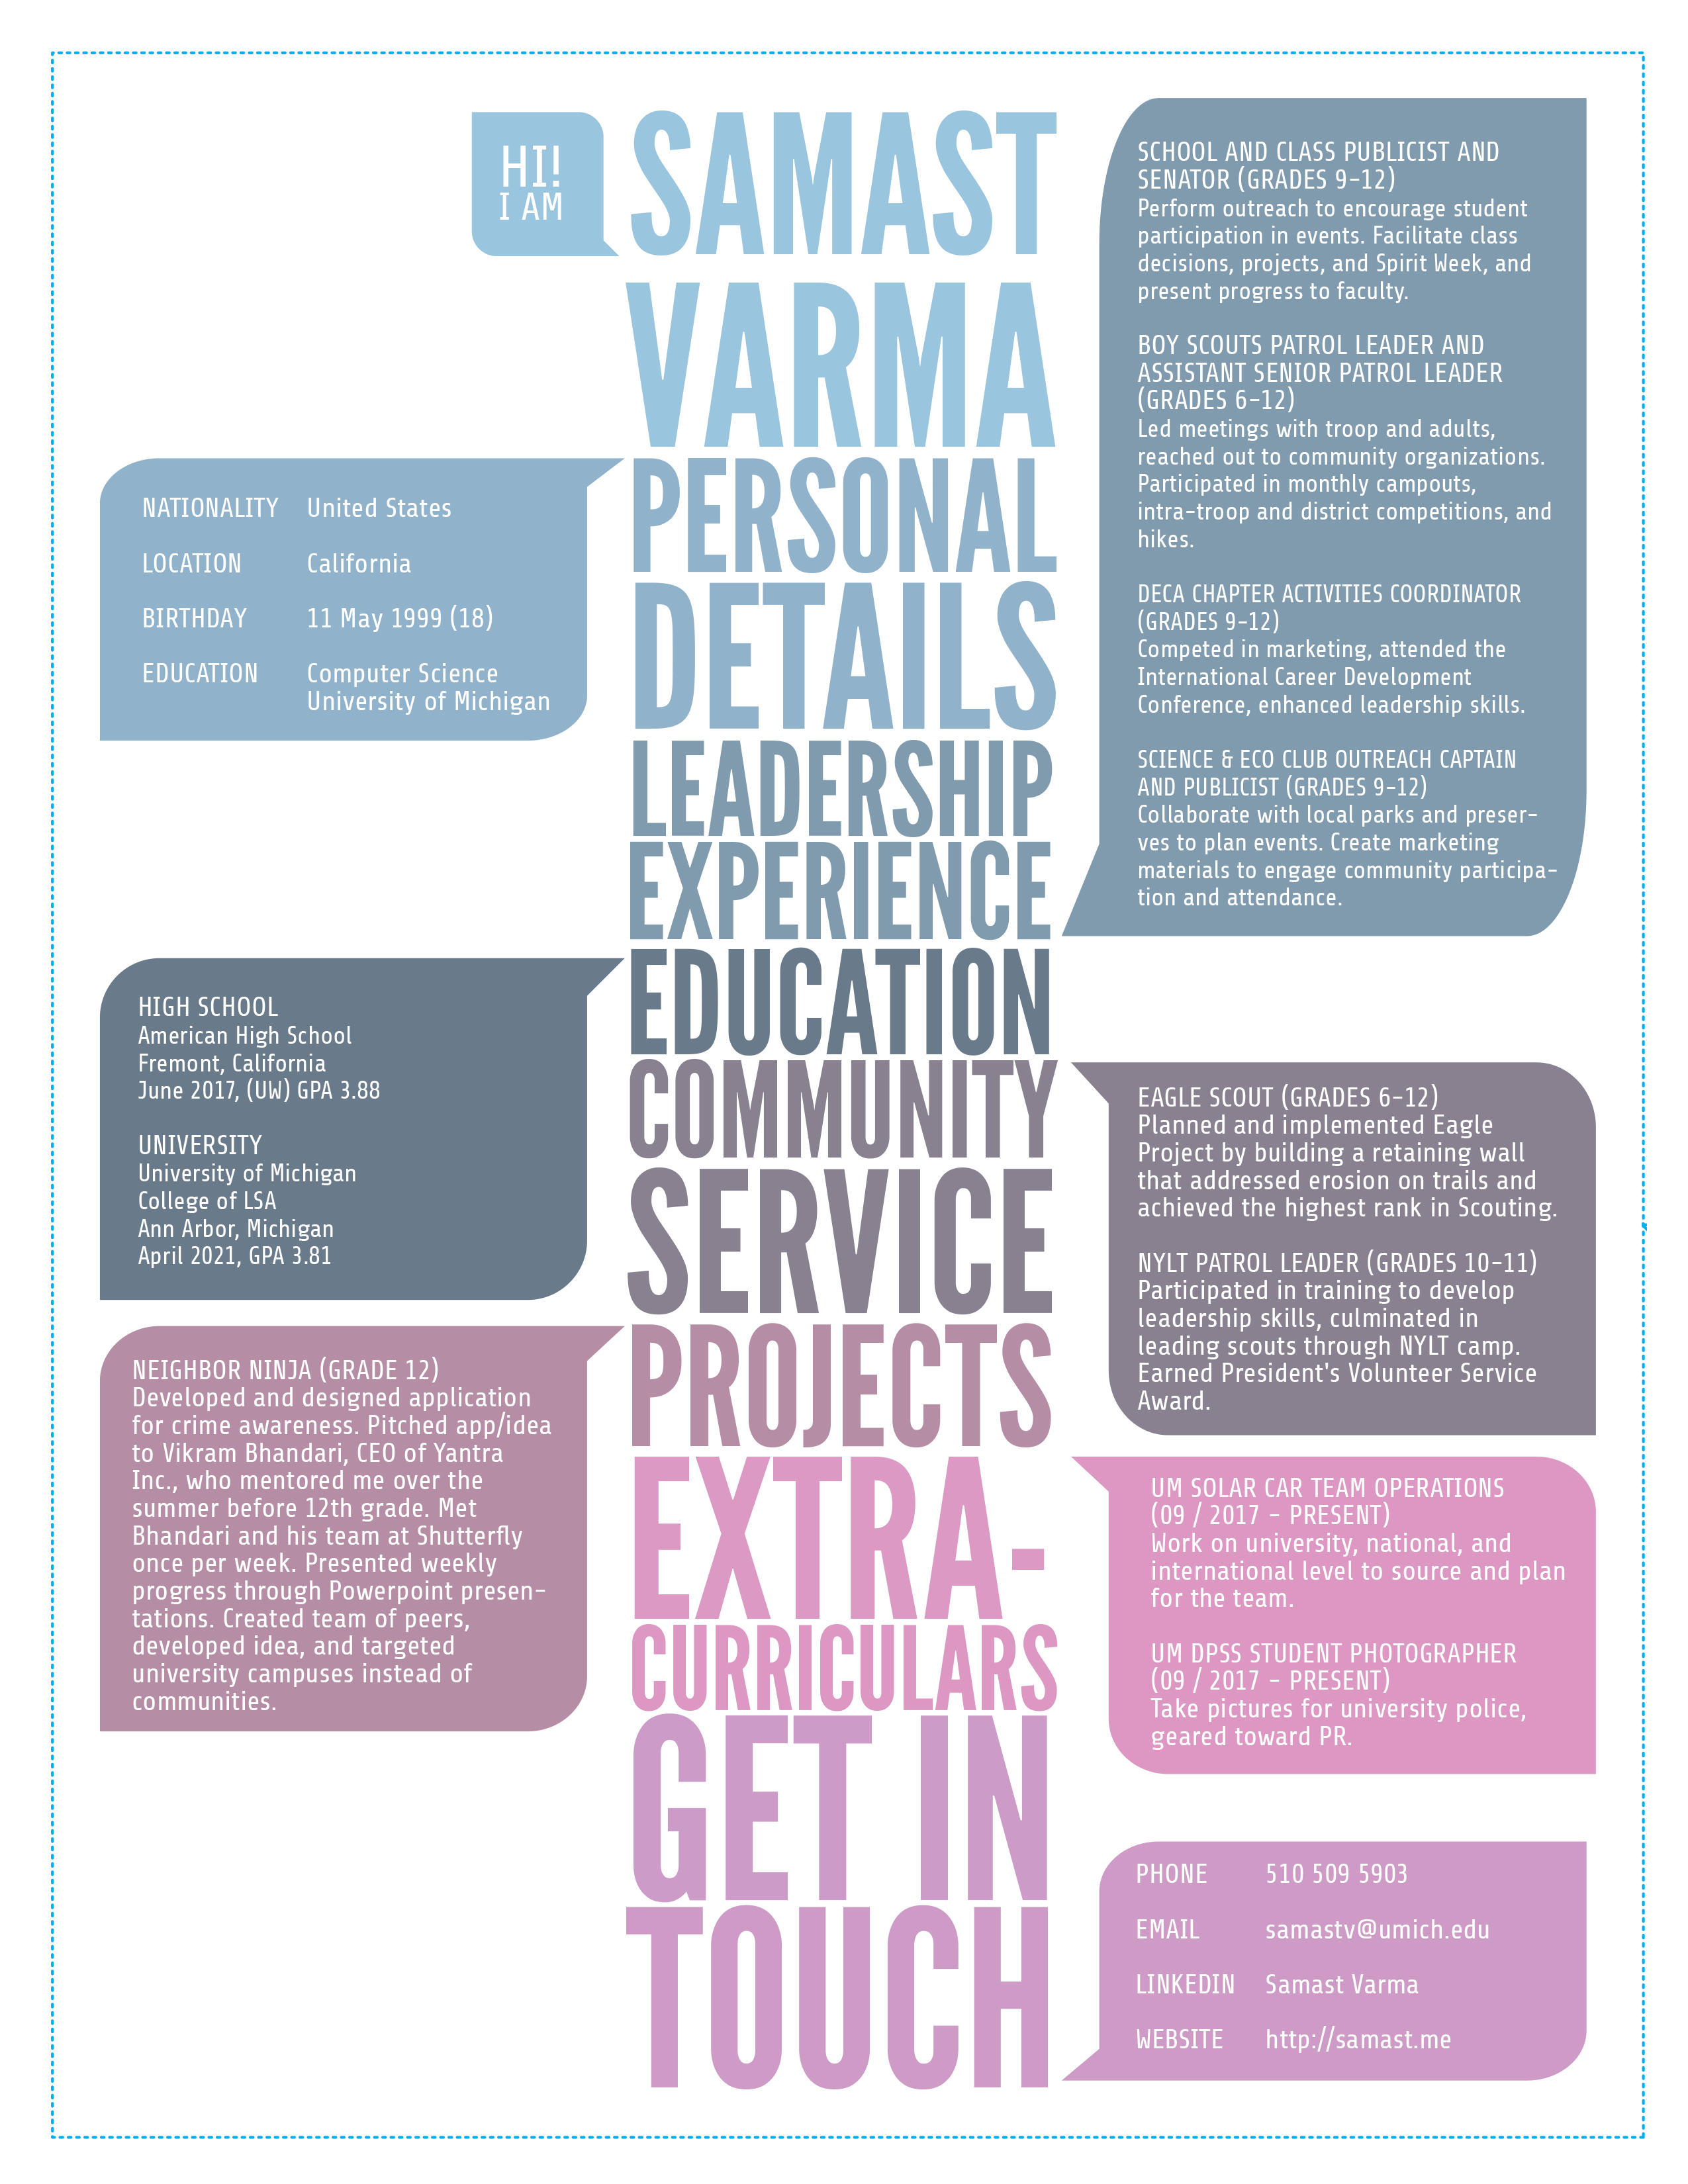 HI!
I AM
SAMAST
VARMA
PERSONAL
DETAILS
NATIONALITY United States
LOCATION California
BIRTHDAY 11 May 1999 (18)
EDUCATION Computer Science
University of Michigan
LEADERSHIP
EXPERIENCE
SCHOOL AND CLASS PUBLICIST AND
SENATOR (GRADES 9-12)
Perform outreach to encourage student
participation in events. Facilitate class
decisions, projects, and Spirit Week, and
present progress to faculty.
BOY SCOUTS PATROL LEADER AND
ASSISTANT SENIOR PATROL LEADER
(GRADES 6-12)
Led meetings with troop and adults,
reached out to community organizations.
Participated in monthly campouts,
intra-troop and district competitions, and
hikes.
DECA CHAPTER ACTIVITIES COORDINATOR
(GRADES 9-12)
Competed in marketing, attended the
International Career Development
Conference, enhanced leadership skills.
SCIENCE & ECO CLUB OUTREACH CAPTAIN
AND PUBLICIST (GRADES 9-12)
Collaborate with local parks and preser-
ves to plan events. Create marketing
materials to engage community participa-
tion and attendance.
EDUCATION
HIGH SCHOOL
American High School
Fremont, California
June 2017, (UW) GPA 3.88
UNIVERSITY
University of Michigan
College of LSA
Ann Arbor, Michigan
April 2021, GPA 3.81
COMMUNITY
SERVICE
EAGLE SCOUT (GRADES 6-12)
Planned and implemented Eagle
Project by building a retaining wall
that addressed erosion on trails and
achieved the highest rank in Scouting.
NYLT PATROL LEADER (GRADES 10-11)
Participated in training to develop
leadership skills, culminated in
leading scouts through NYLT camp.
Earned President's Volunteer Service
Award.
PROJECTS
NEIGHBOR NINJA (GRADE 12)
Developed and designed application
for crime awareness. Pitched app/idea
to Vikram Bhandari, CEO of Yantra
Inc., who mentored me over the
summer before 12th grade. Met
Bhandari and his team at Shutterfly
once per week. Presented weekly
progress through Powerpoint presen-
tations. Created team of peers,
developed idea, and targeted
university campuses instead of
communities.
EXTRA-
CURRICULARS
UM SOLAR CAR TEAM OPERATIONS
(09 / 2017 - PRESENT)
Work on university, national, and
international level to source and plan
for the team.
UM DPSS STUDENT PHOTOGRAPHER
(09 / 2017 - PRESENT)
Take pictures for university police,
geared toward PR.
GET IN
TOUCH
PHONE 510 509 5903
EMAIL samastv@umich.edu
LINKEDIN Samast Varma
WEBSITE http://samast.me